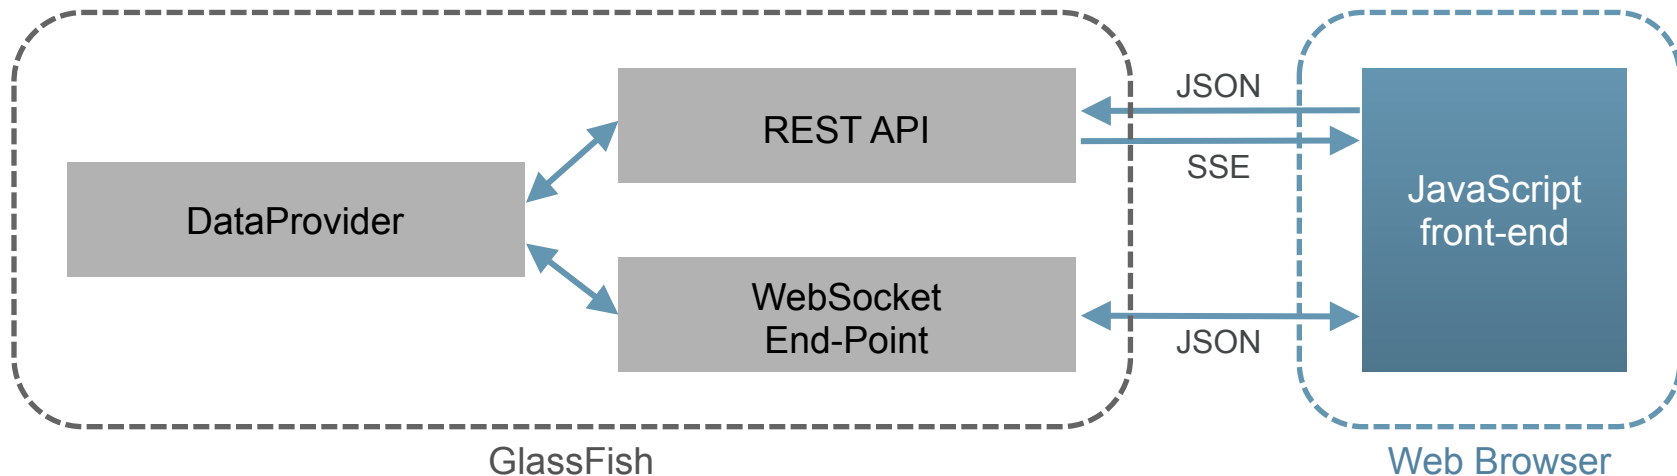 JSON
REST API
SSE
DataProvider
JavaScript
front-end
WebSocket
End-Point
JSON
GlassFish
Web Browser